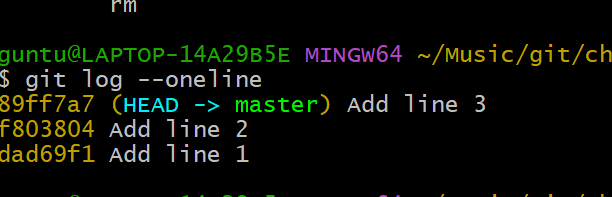 rm
guntu@LAPTOP-14A29B5E MINGW64 ~/Music/git/ch
$ git log --oneline
89ff7a7 (HEAD -> master) Add line 3
f803804 Add line 2
dad69f1 Add line 1